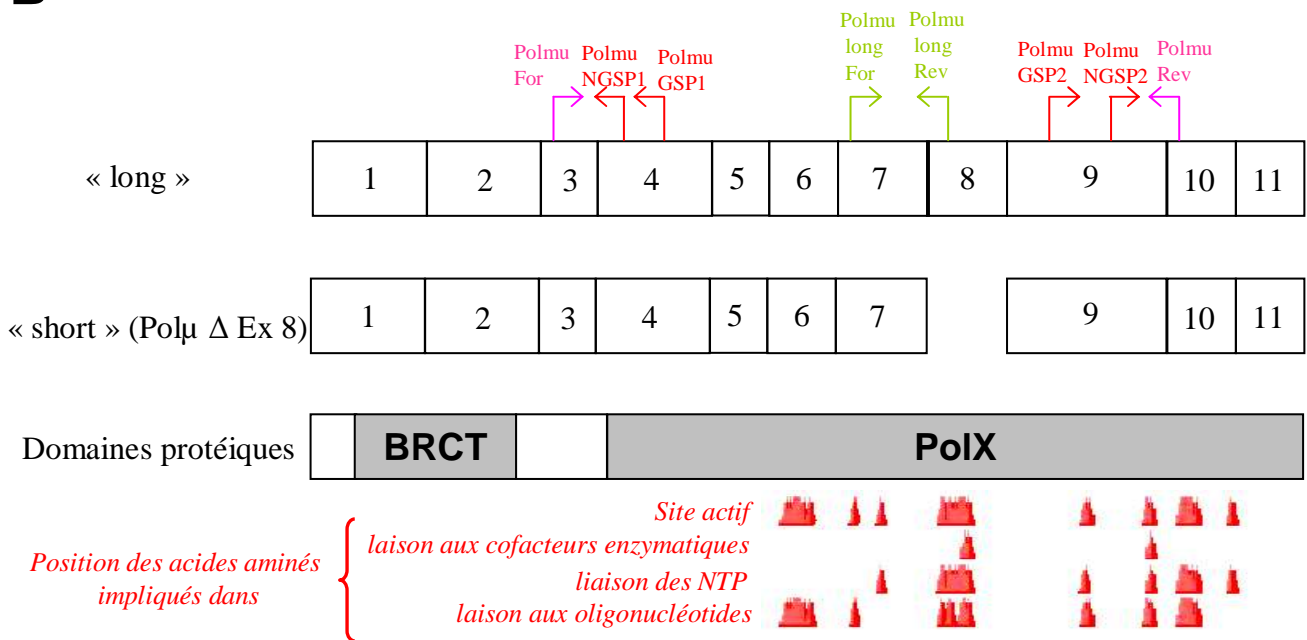 Polmu For
Polmu NGSP1
Polmu GSP1
Polmu long For
Polmu long Rev
Polmu GSP2
Polmu NGSP2
Polmu Rev
« long »
1 2 3 4 5 6 7 8 9 10 11
« short » (Polµ Δ Ex 8)
1 2 3 4 5 6 7 9 10 11
Domaines protéiques
BRCT PolX
Site actif
laison aux cofacteurs enzymatiques
Position des acides aminés
impliqués dans
liaison des NTP
laison aux oligonucléotides